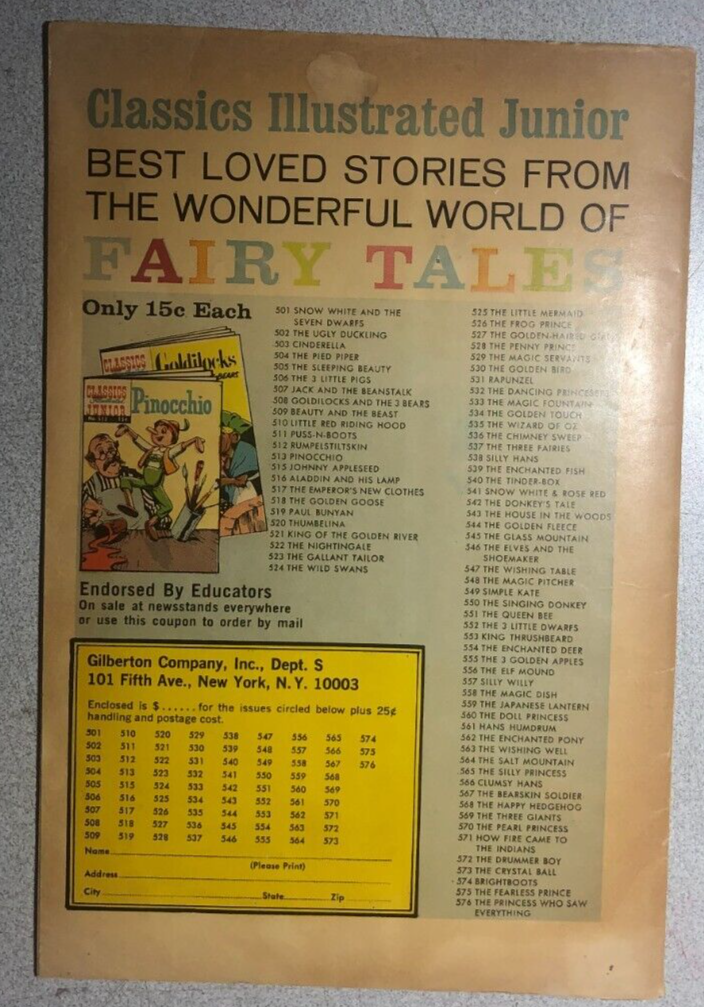 Classics Illustrated Junior
BEST LOVED STORIES FROM
THE WONDERFUL WORLD OF
FAIRY TALES
Only 15c Each
CLASSICS
Goldilocks
BEARS
CLASSICS
Illustrated
JUNIOR
Pinocchio
501 SNOW WHITE AND THE
SEVEN DWARFS
502 THE UGLY DUCKLING
503 CINDERELLA
504 THE PIED PIPER
505 THE SLEEPING BEAUTY
506 THE 3 LITTLE PIGS
507 JACK AND THE BEANSTALK
508 GOLDILOCKS AND THE 3 BEARS
509 BEAUTY AND THE BEAST
510 LITTLE RED RIDING HOOD
511 PUSS-N-BOOTS
512 RUMPELSTILTSKIN
513 PINOCCHIO
515 JOHNNY APPLESEED
516 ALADDIN AND HIS LAMP
517 THE EMPEROR'S NEW CLOTHES
518 THE GOLDEN GOOSE
519 PAUL BUNYAN
520 THUMBELINA
521 KING OF THE GOLDEN RIVER
522 THE NIGHTINGALE
523 THE GALLANT TAILOR
524 THE WILD SWANS
525 THE LITTLE MERMAID
526 THE FROG PRINCE
527 THE GOLDEN-HAIRED GIANT
528 THE PENNY PRINCE
529 THE MAGIC SERVANTS
530 THE GOLDEN BIRD
531 RAPUNZEL
532 THE DANCING PRINCESSES
533 THE MAGIC FOUNTAIN
534 THE GOLDEN TOUCH
535 THE WIZARD OF OZ
536 THE CHIMNEY SWEEP
537 THE THREE FAIRIES
538 SILLY HANS
539 THE ENCHANTED FISH
540 THE TINDER-BOX
541 SNOW WHITE & ROSE RED
542 THE DONKEY'S TALE
543 THE HOUSE IN THE WOODS
544 THE GOLDEN FLEECE
545 THE GLASS MOUNTAIN
546 THE ELVES AND THE
SHOEMAKER
547 THE WISHING TABLE
548 THE MAGIC PITCHER
549 SIMPLE KATE
550 THE SINGING DONKEY
551 THE QUEEN BEE
552 THE 3 LITTLE DWARFS
553 KING THRUSHBEARD
554 THE ENCHANTED DEER
555 THE 3 GOLDEN APPLES
556 THE ELF MOUND
557 SILLY WILLY
558 THE MAGIC DISH
559 THE JAPANESE LANTERN
560 THE DOLL PRINCESS
561 HANS HUMDRUM
562 THE ENCHANTED PONY
563 THE WISHING WELL
564 THE SALT MOUNTAIN
565 THE SILLY PRINCESS
566 CLUMSY HANS
567 THE BEARSKIN SOLDIER
568 THE HAPPY HEDGEHOG
569 THE THREE GIANTS
570 THE PEARL PRINCESS
571 HOW FIRE CAME TO
THE INDIANS
572 THE DRUMMER BOY
573 THE CRYSTAL BALL
574 BRIGHTBOOTS
575 THE FEARLESS PRINCE
576 THE PRINCESS WHO SAW
EVERYTHING
Endorsed By Educators
On sale at newsstands everywhere
or use this coupon to order by mail
Gilberton Company, Inc., Dept. S
101 Fifth Ave., New York, N.Y. 10003
Enclosed is $...... for the issues circled below plus 25¢
handling and postage cost.
501 510 520 529 538 547 556 565 574
502 511 521 530 539 548 557 566 575
503 512 522 531 540 549 558 567 576
504 513 523 532 541 550 559 568
505 515 524 533 542 551 560 569
506 516 525 534 543 552 561 570
507 517 526 535 544 553 562 571
508 518 527 536 545 554 563 572
509 519 528 537 546 555 564 573
Name
(Please Print)
Address
City State Zip